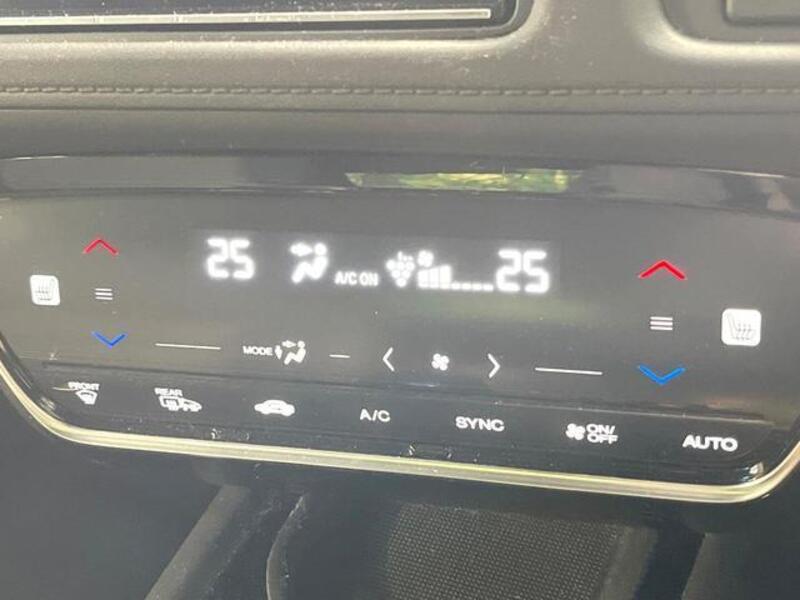 25 A/C ON 25
MODE
FRONT REAR A/C SYNC ON/OFF AUTO